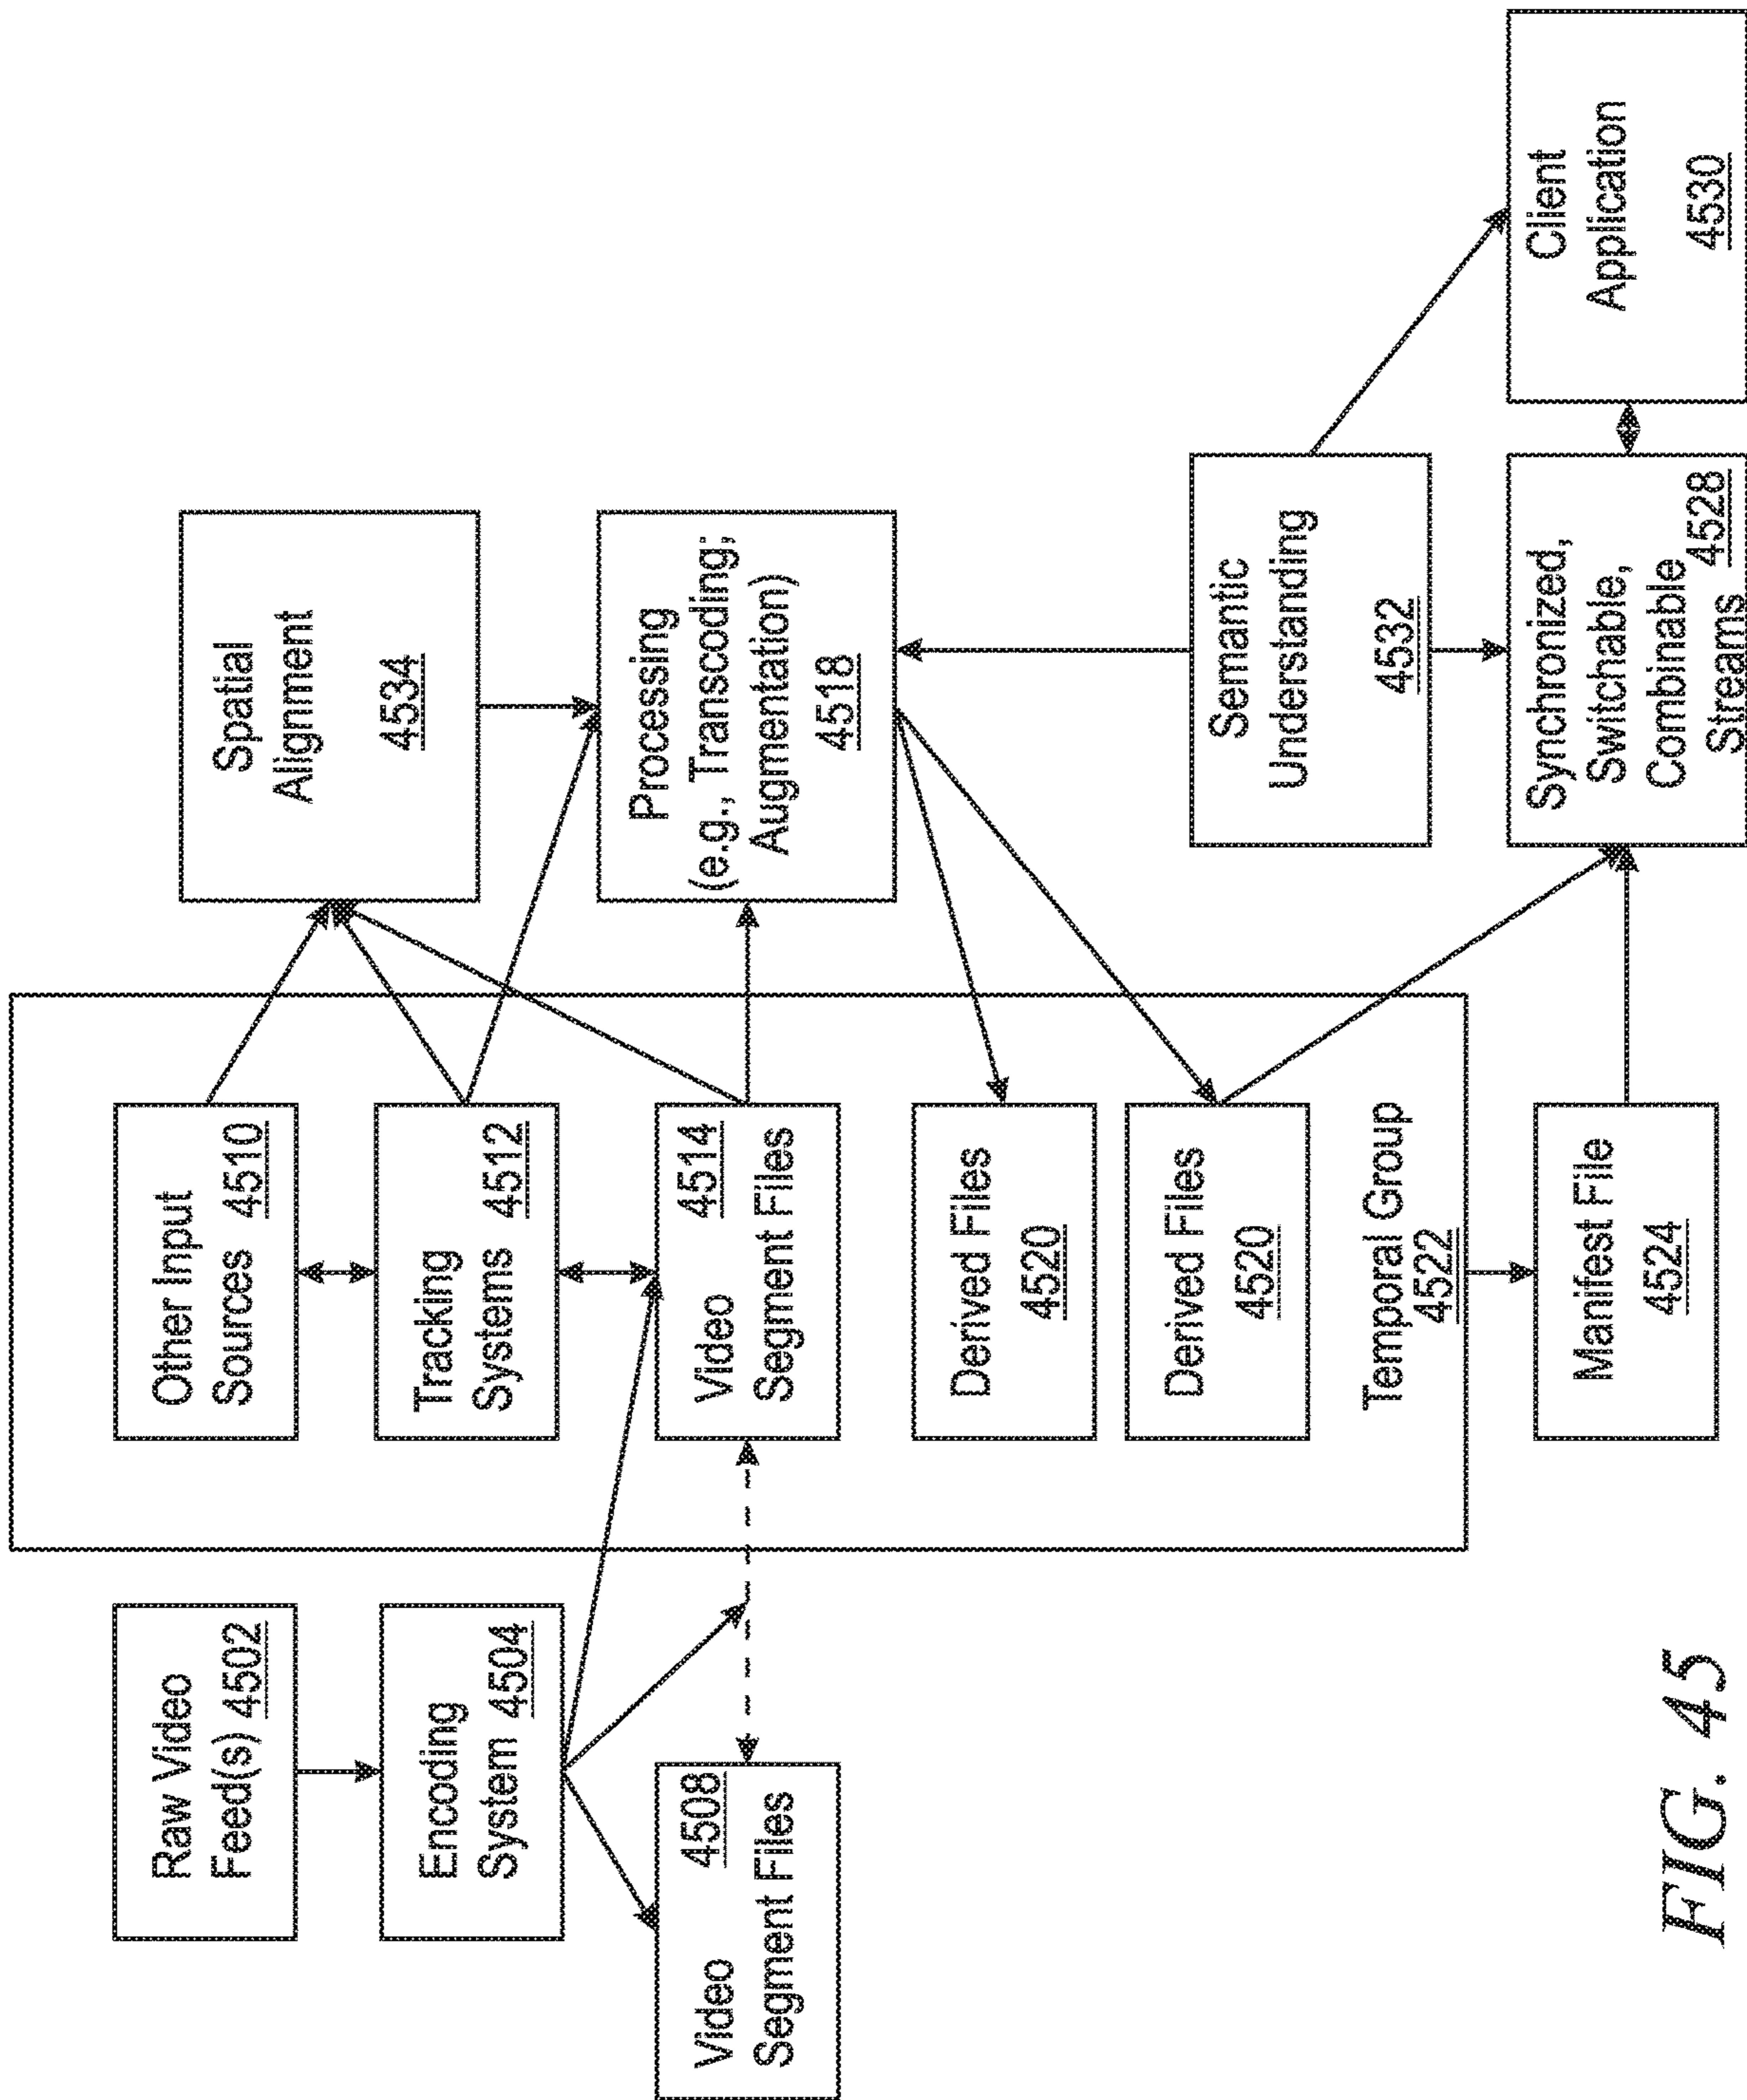 Raw Video
Feed(s) 4502
Encoding
System 4504
Video 4508
Segment Files
Other Input
Sources 4510
Tracking
Systems 4512
Video 4514
Segment Files
Derived Files
4520
Derived Files
4520
Temporal Group
4522
Manifest File
4524
Spatial
Alignment
4534
Processing
(e.g., Transcoding;
Augmentation)
4518
Semantic
Understanding
4532
Synchronized,
Switchable,
Combinable
Streams 4528
Client
Application
4530
FIG. 45